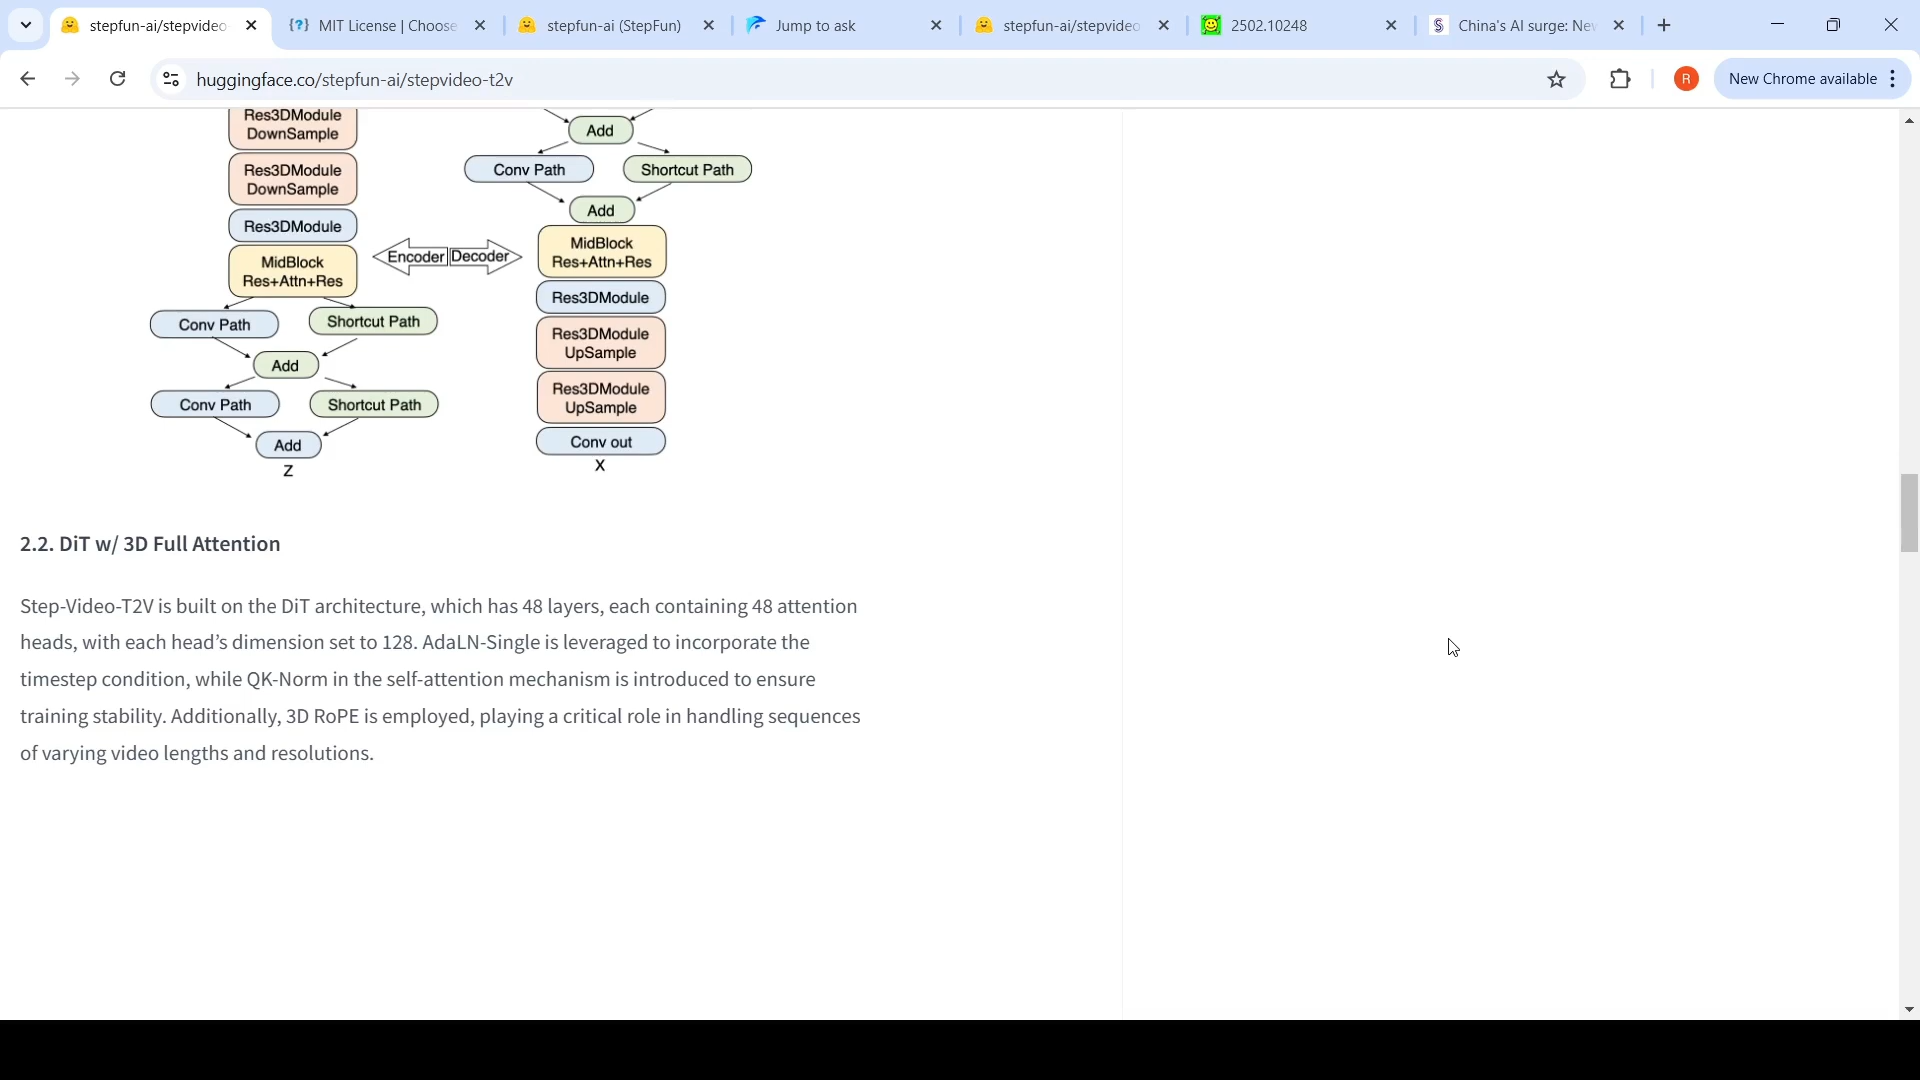 stepfun-ai/stepvideo
MIT License | Choose
stepfun-ai (StepFun)
Jump to ask
stepfun-ai/stepvideo
2502.10248
China's AI surge: Nev
huggingface.co/stepfun-ai/stepvideo-t2v
R
New Chrome available
Res3DModule
DownSample
Res3DModule
DownSample
Res3DModule
MidBlock
Res+Attn+Res
Conv Path
Shortcut Path
Add
Conv Path
Shortcut Path
Add
Z
Encoder
Decoder
Add
Conv Path
Shortcut Path
Add
MidBlock
Res+Attn+Res
Res3DModule
Res3DModule
UpSample
Res3DModule
UpSample
Conv out
X
2.2. DiT w/ 3D Full Attention
Step-Video-T2V is built on the DiT architecture, which has 48 layers, each containing 48 attention
heads, with each head’s dimension set to 128. AdaLN-Single is leveraged to incorporate the
timestep condition, while QK-Norm in the self-attention mechanism is introduced to ensure
training stability. Additionally, 3D RoPE is employed, playing a critical role in handling sequences
of varying video lengths and resolutions.